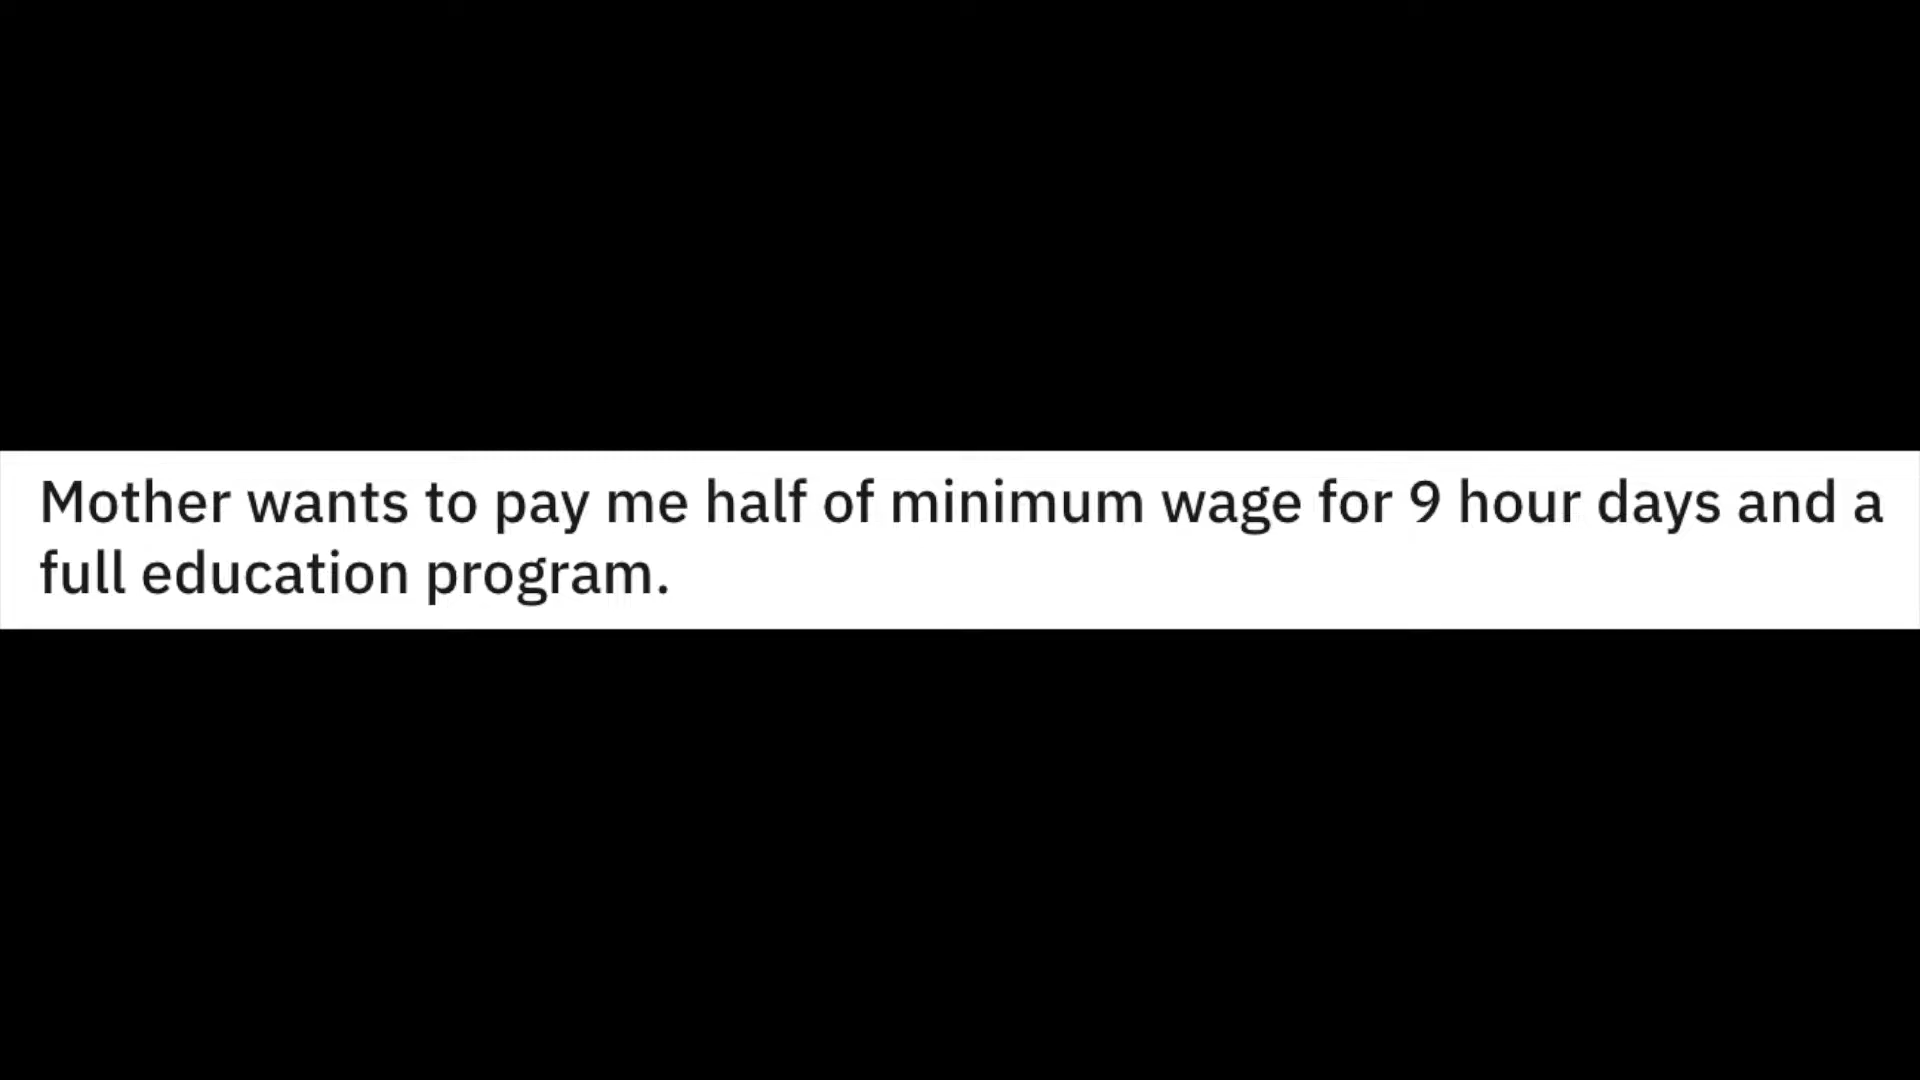 Mother wants to pay me half of minimum wage for 9 hour days and a
full education program.